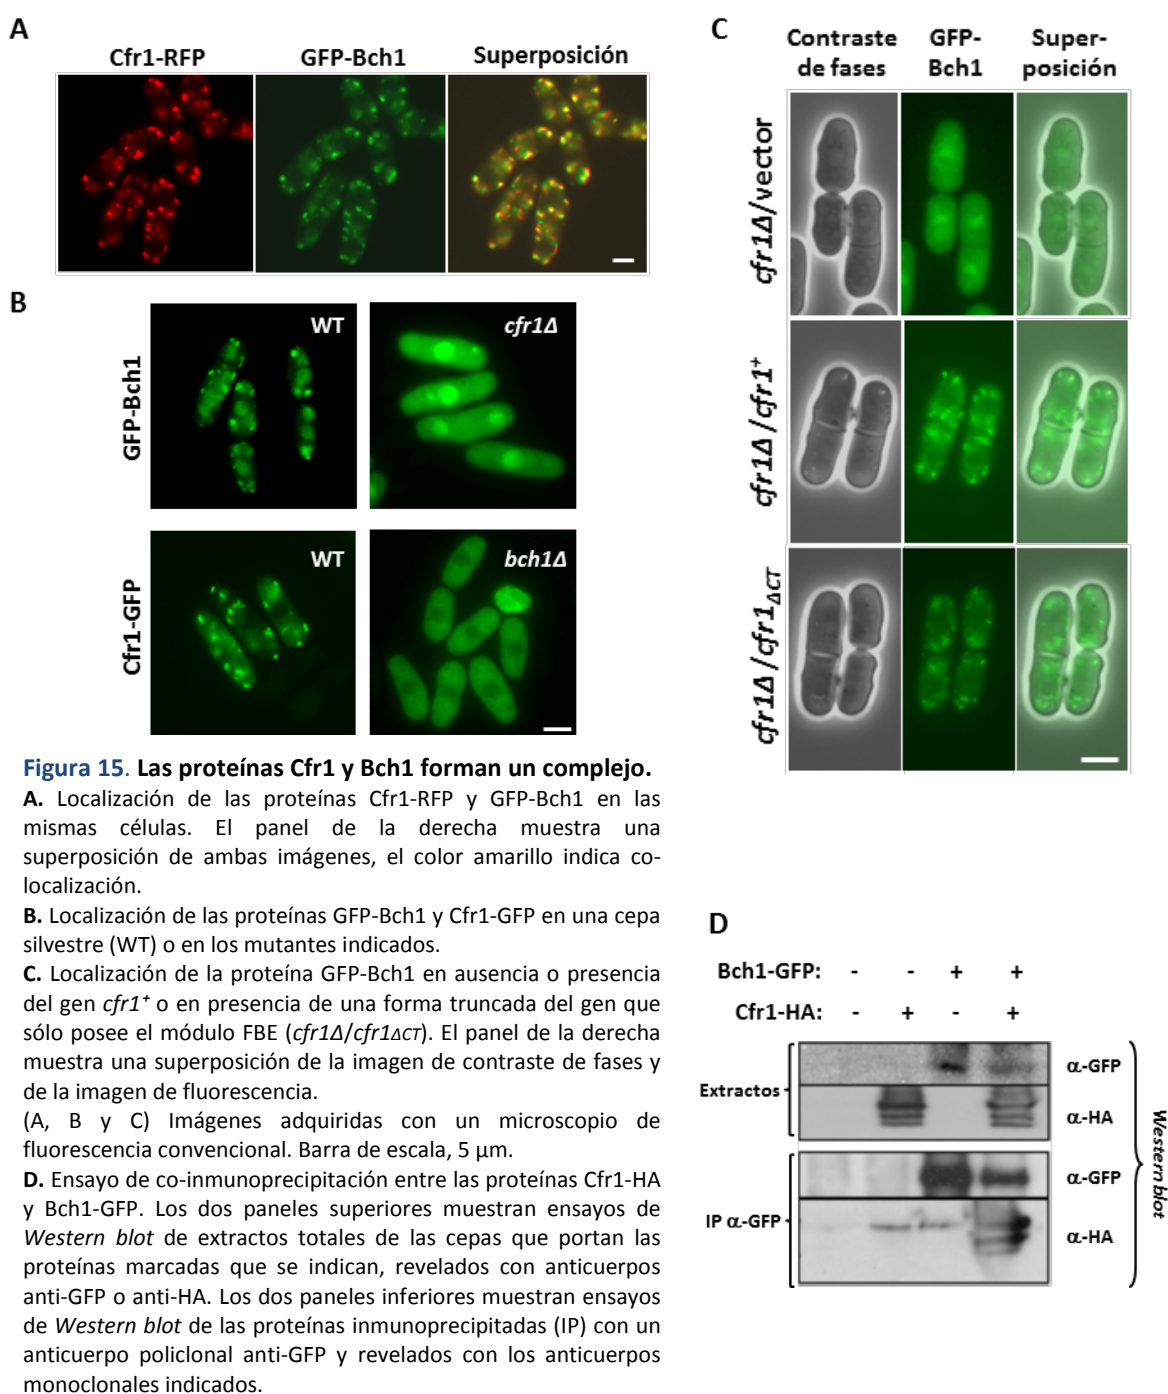 A
Cfr1-RFP GFP-Bch1 Superposición
B
GFP-Bch1
WT
cfr1Δ
Cfr1-GFP
WT
bch1Δ
C
Contraste de fases
GFP-Bch1
Super-posición
cfr1Δ/vector
cfr1Δ/cfr1⁺
cfr1Δ/cfr1ΔCT
Figura 15. Las proteínas Cfr1 y Bch1 forman un complejo.
A. Localización de las proteínas Cfr1-RFP y GFP-Bch1 en las
mismas células. El panel de la derecha muestra una
superposición de ambas imágenes, el color amarillo indica co-
localización.
B. Localización de las proteínas GFP-Bch1 y Cfr1-GFP en una cepa
silvestre (WT) o en los mutantes indicados.
C. Localización de la proteína GFP-Bch1 en ausencia o presencia
del gen cfr1⁺ o en presencia de una forma truncada del gen que
sólo posee el módulo FBE (cfr1Δ/cfr1ΔCT). El panel de la derecha
muestra una superposición de la imagen de contraste de fases y
de la imagen de fluorescencia.
(A, B y C) Imágenes adquiridas con un microscopio de
fluorescencia convencional. Barra de escala, 5 µm.
D. Ensayo de co-inmunoprecipitación entre las proteínas Cfr1-HA
y Bch1-GFP. Los dos paneles superiores muestran ensayos de
Western blot de extractos totales de las cepas que portan las
proteínas marcadas que se indican, revelados con anticuerpos
anti-GFP o anti-HA. Los dos paneles inferiores muestran ensayos
de Western blot de las proteínas inmunoprecipitadas (IP) con un
anticuerpo policlonal anti-GFP y revelados con los anticuerpos
monoclonales indicados.
D
Bch1-GFP: - - + +
Cfr1-HA: - + - +
Extractos
α-GFP
α-HA
IP α-GFP
α-GFP
α-HA
Western blot